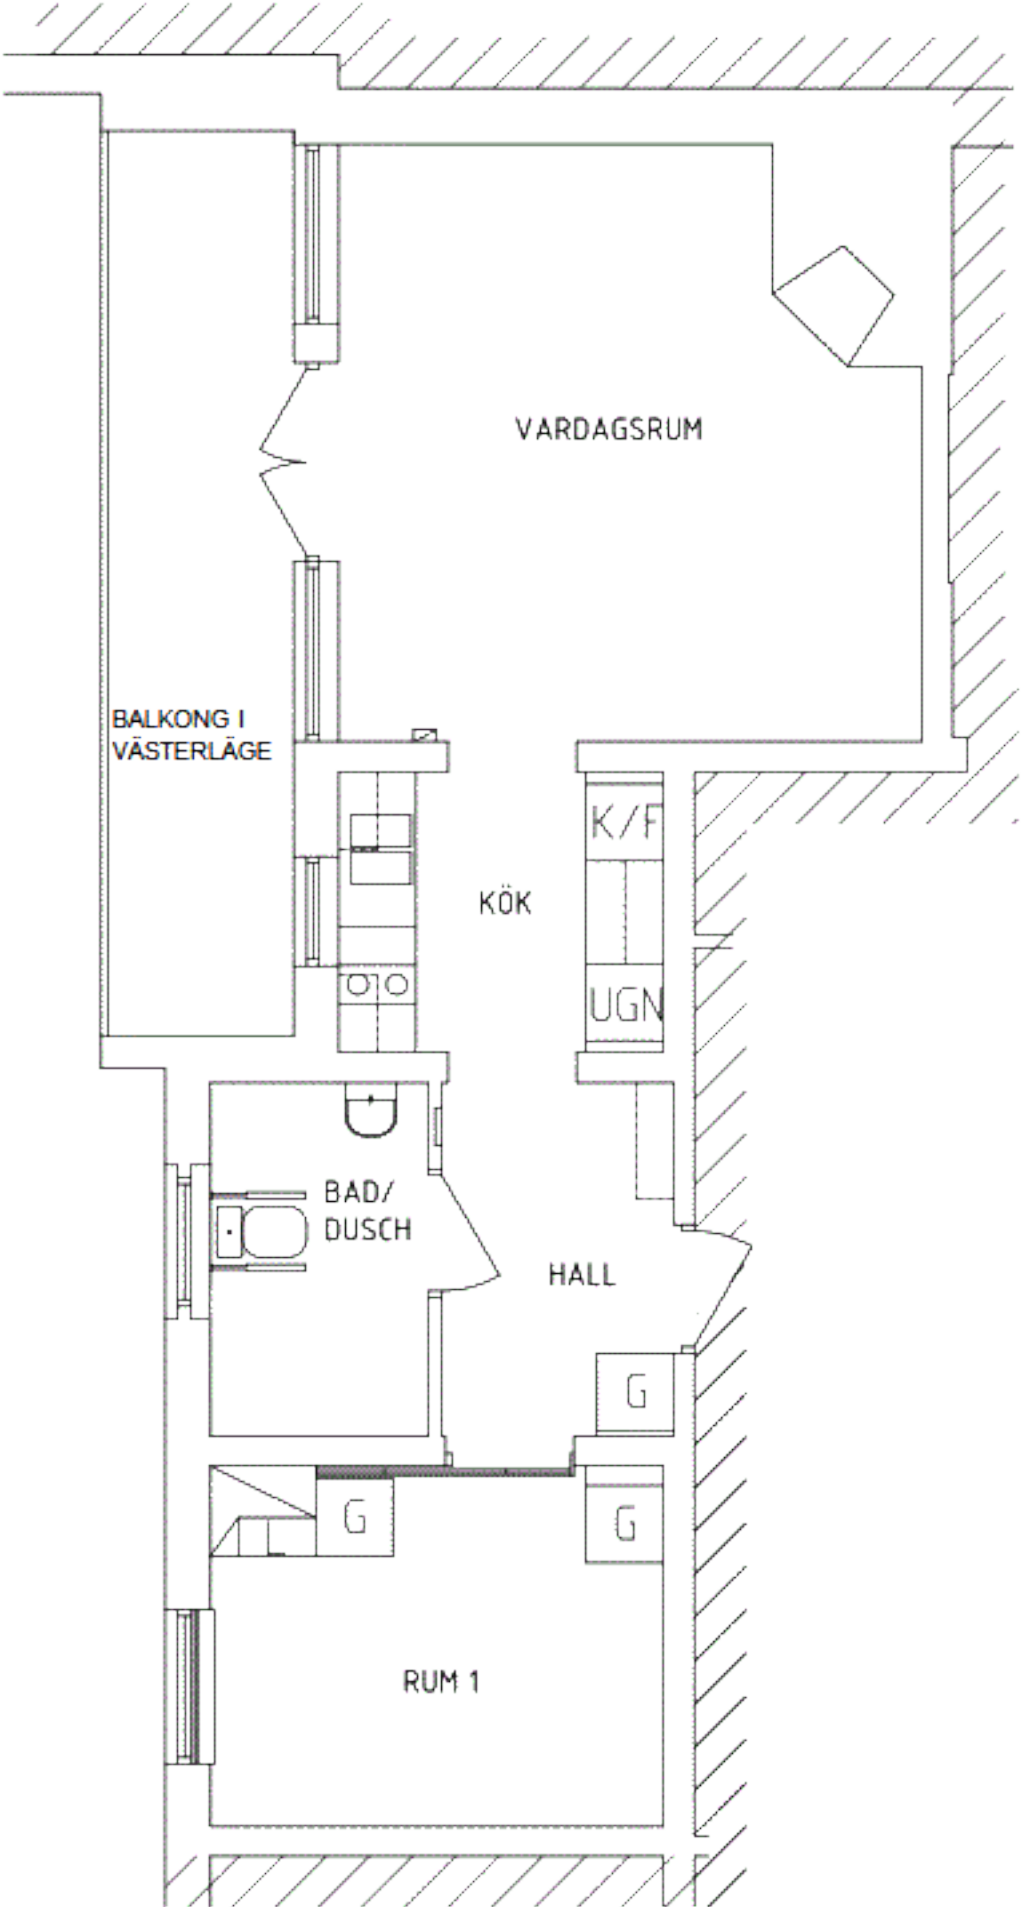 VARDAGSRUM
BALKONG I
VÄSTERLÄGE
K/F
KÖK
UGN
BAD/
DUSCH
HALL
G
G
G
RUM 1